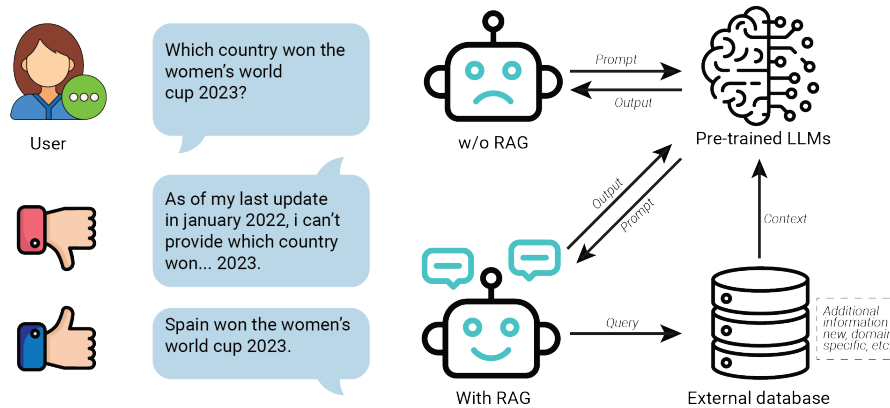 User
Which country won the
women's world
cup 2023?
As of my last update
in january 2022, i can't
provide which country
won... 2023.
Spain won the women's
world cup 2023.
Prompt
Output
w/o RAG
Pre-trained LLMs
Output
Prompt
Context
Query
With RAG
External database
Additional
information
new, domain
specific, etc.